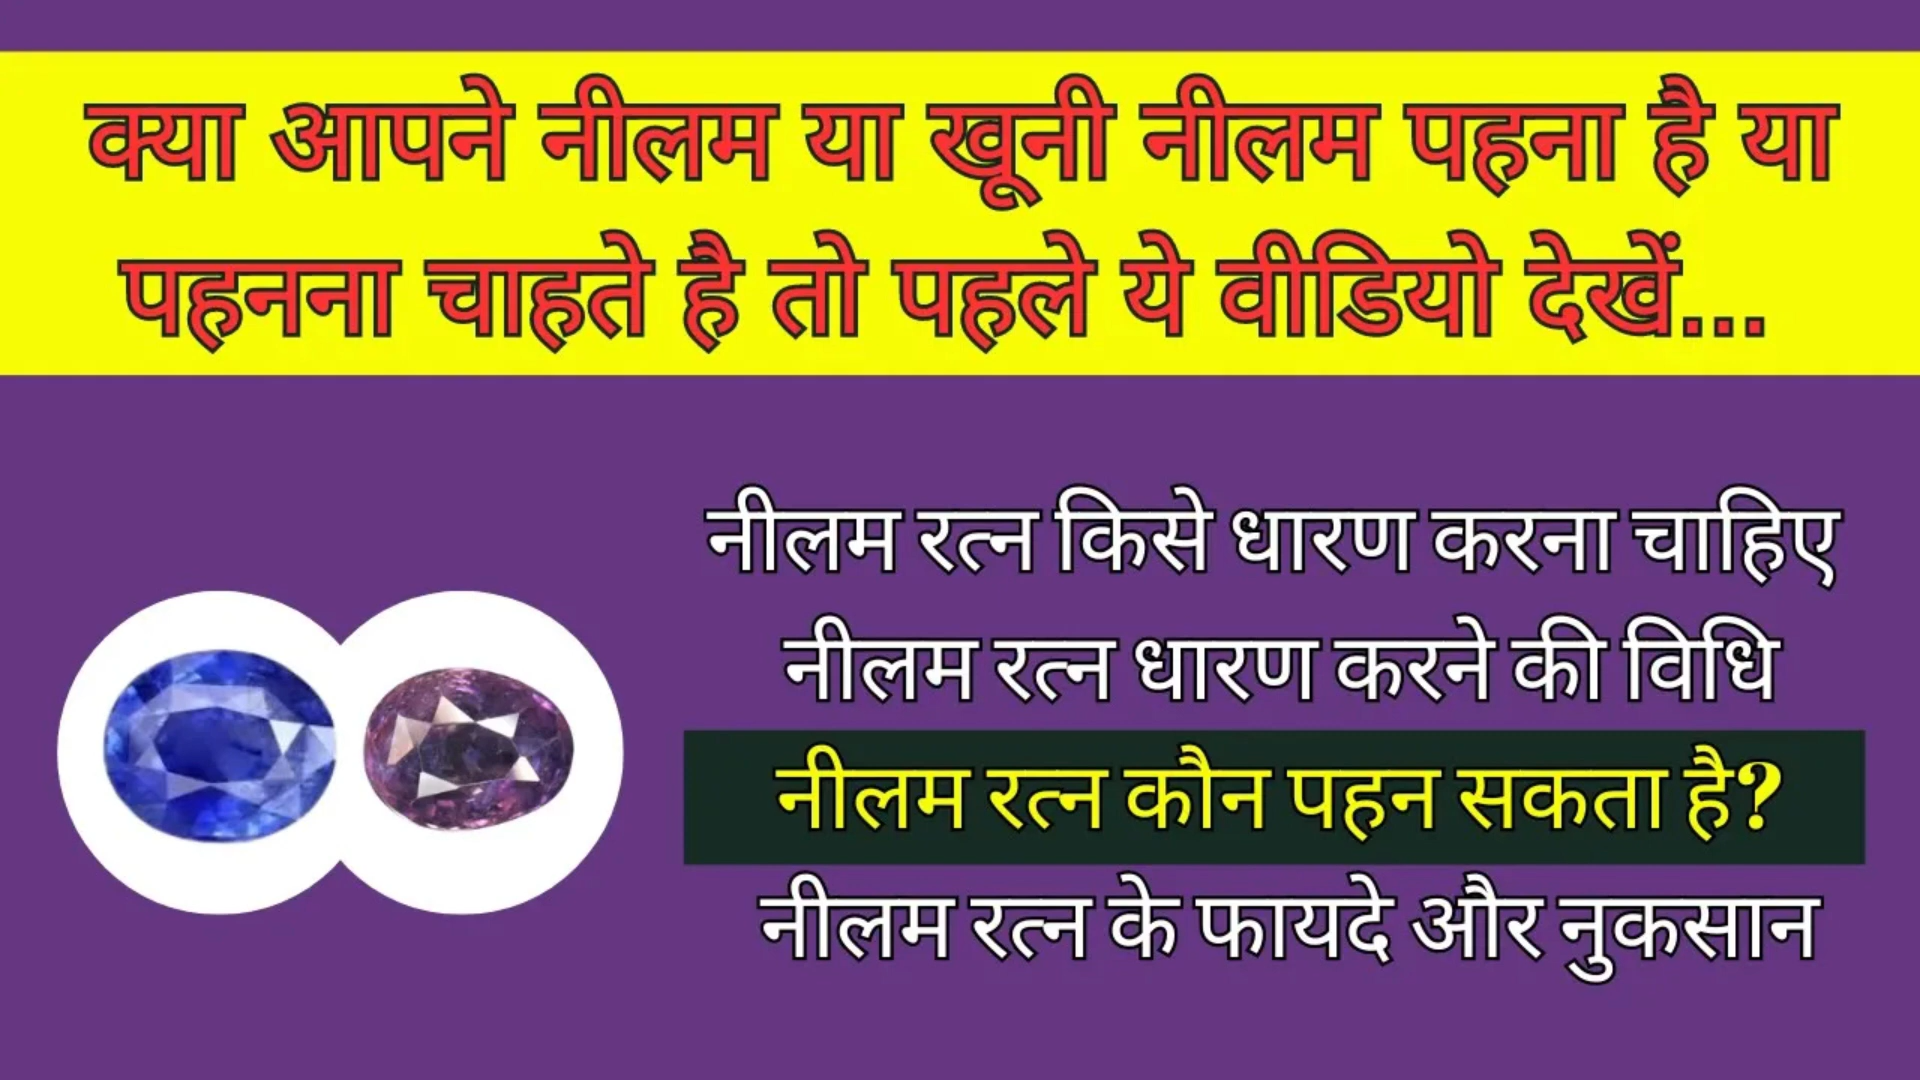 क्या आपने नीलम या खूनी नीलम पहना है या
पहनना चाहते है तो पहले ये वीडियो देखें...
नीलम रत्न किसे धारण करना चाहिए
नीलम रत्न धारण करने की विधि
नीलम रत्न कौन पहन सकता है?
नीलम रत्न के फायदे और नुकसान